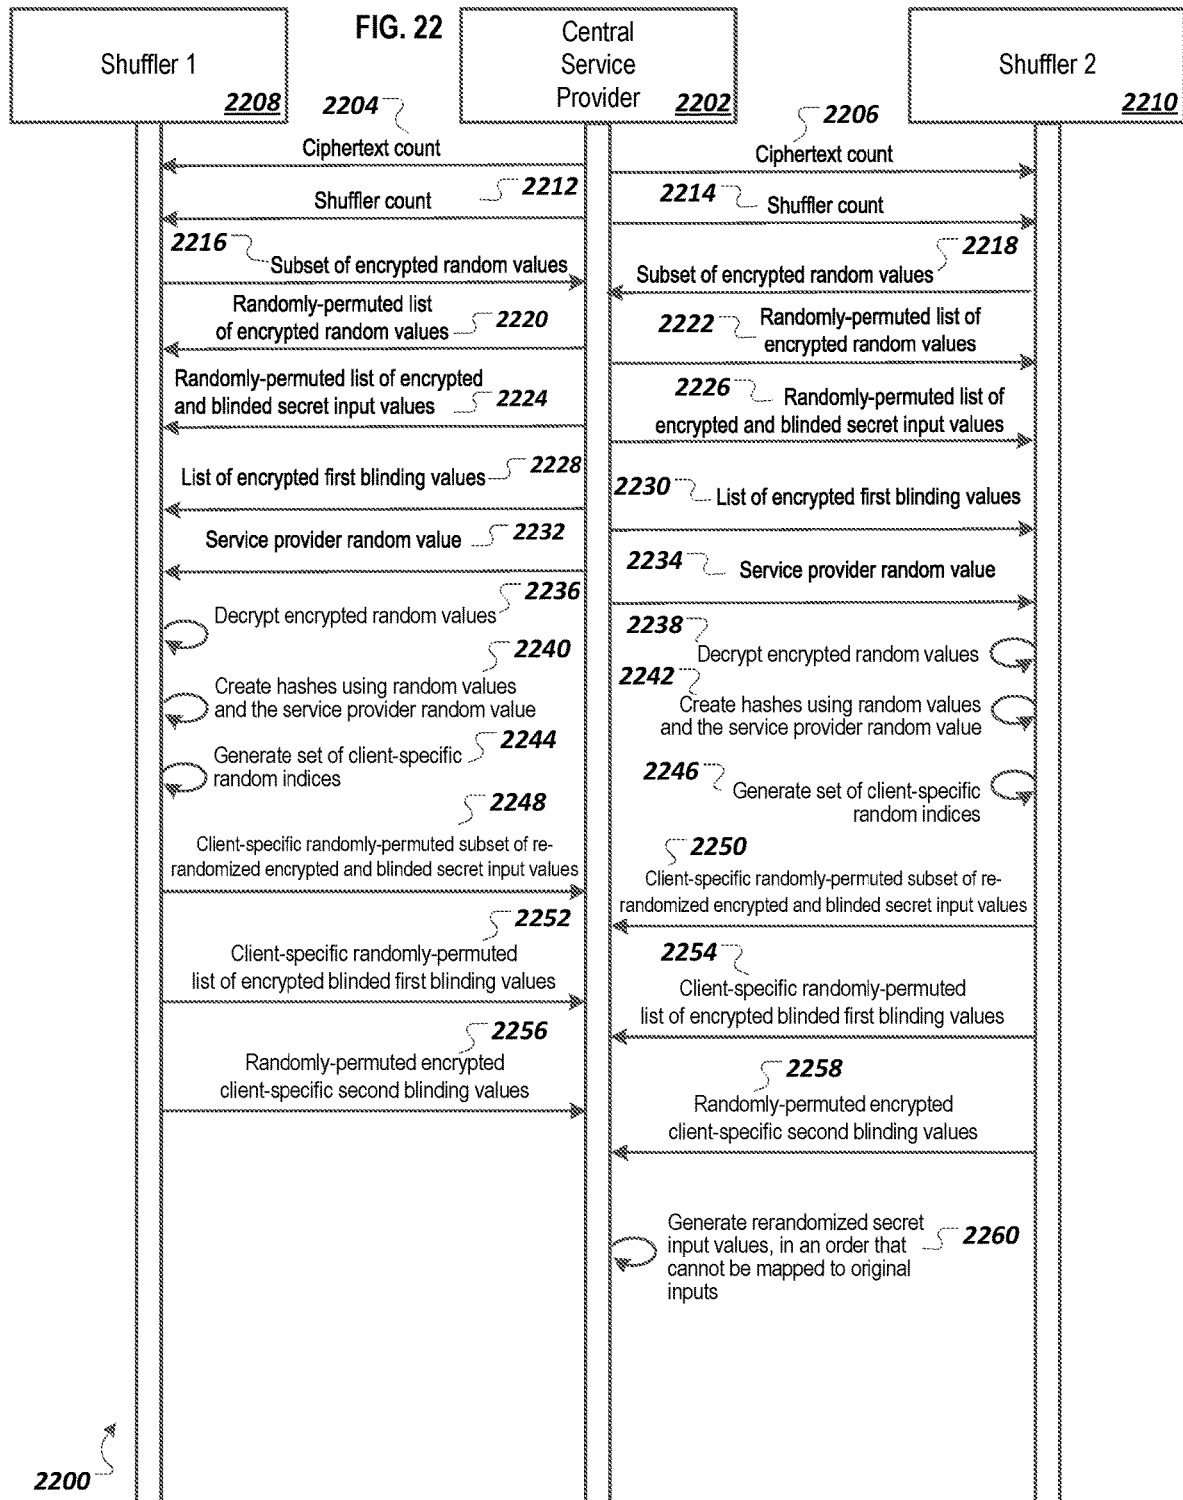 FIG. 22
Shuffler 1
2208
Central
Service
Provider
2202
Shuffler 2
2210
2204
Ciphertext count
2206
Ciphertext count
2212
Shuffler count
2214
Shuffler count
2216
Subset of encrypted random values
2218
Subset of encrypted random values
Randomly-permuted list
of encrypted random values
2220
2222
Randomly-permuted list of
encrypted random values
Randomly-permuted list of encrypted
and blinded secret input values
2224
2226
Randomly-permuted list of
encrypted and blinded secret input values
List of encrypted first blinding values
2228
2230
List of encrypted first blinding values
Service provider random value
2232
2234
Service provider random value
2236
Decrypt encrypted random values
2238
Decrypt encrypted random values
2240
Create hashes using random values
and the service provider random value
2242
Create hashes using random values
and the service provider random value
2244
Generate set of client-specific
random indices
2246
Generate set of client-specific
random indices
2248
Client-specific randomly-permuted subset of re-
randomized encrypted and blinded secret input values
2250
Client-specific randomly-permuted subset of re-
randomized encrypted and blinded secret input values
2252
Client-specific randomly-permuted
list of encrypted blinded first blinding values
2254
Client-specific randomly-permuted
list of encrypted blinded first blinding values
2256
Randomly-permuted encrypted
client-specific second blinding values
2258
Randomly-permuted encrypted
client-specific second blinding values
Generate rerandomized secret
input values, in an order that
cannot be mapped to original
inputs
2260
2200